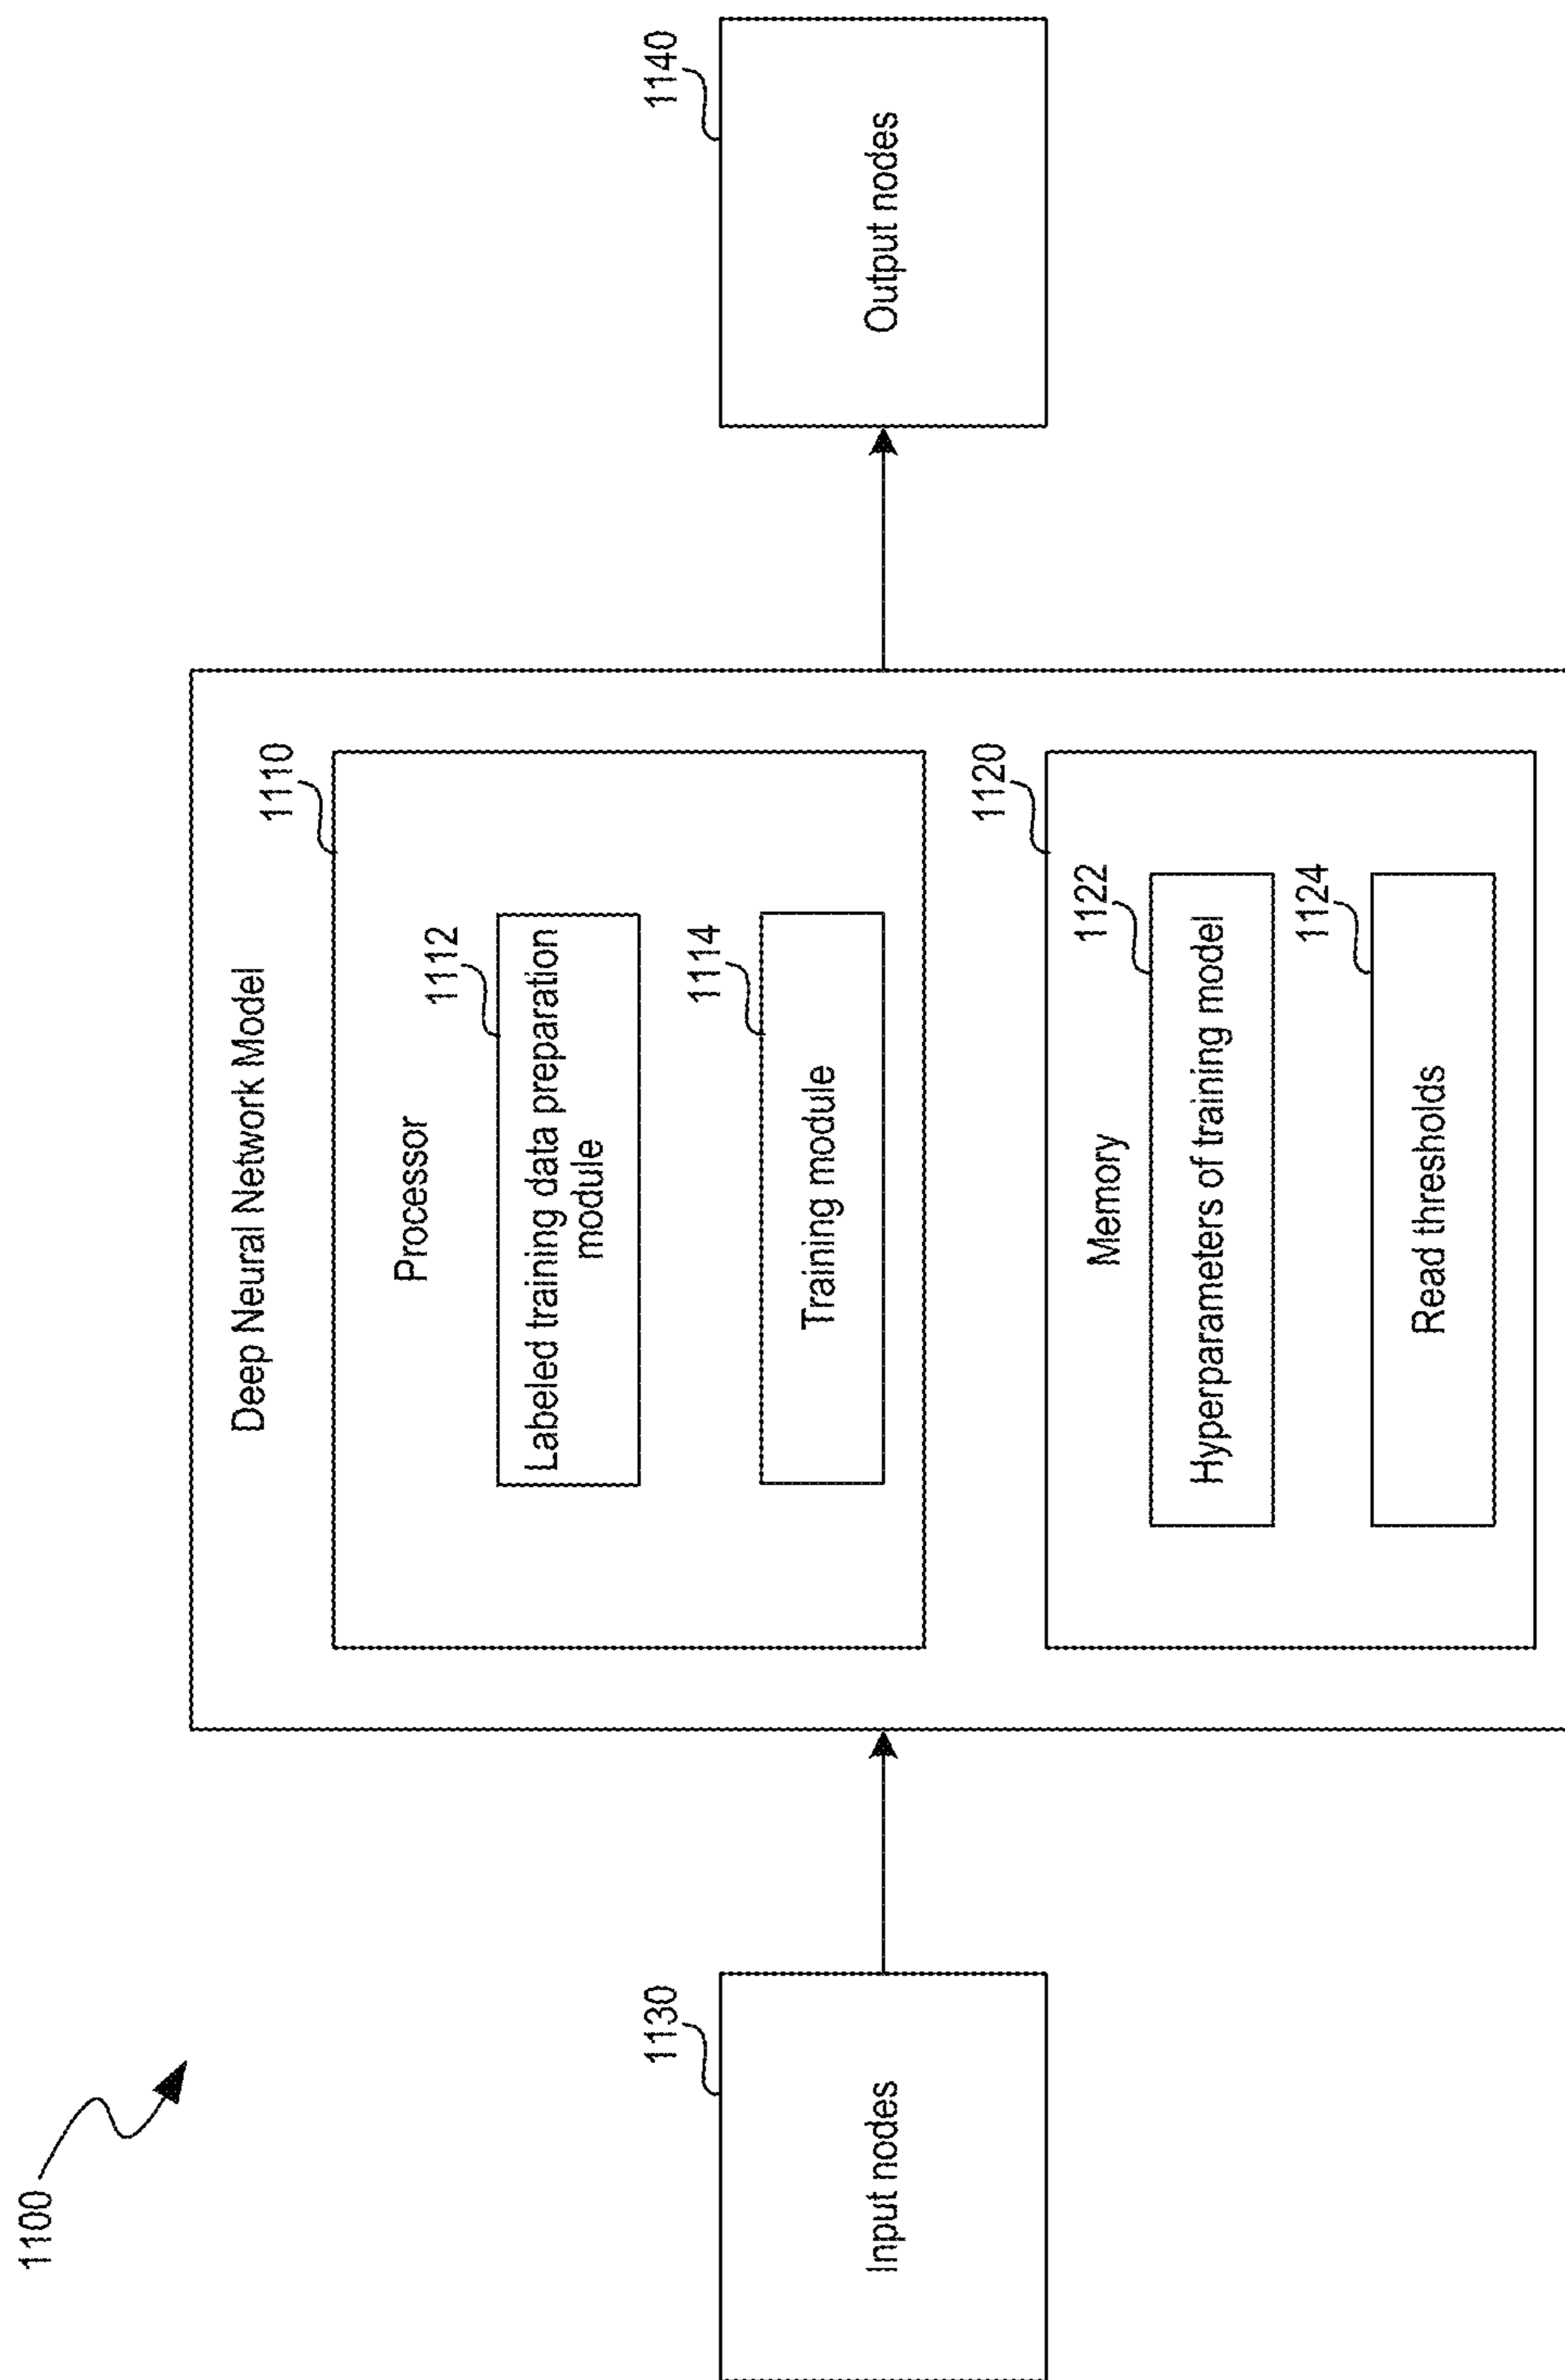 1100
Deep Neural Network Model
1110
Processor
1112
Labeled training data preparation
module
1114
Training module
1120
Memory
1122
Hyperparameters of training model
1124
Read thresholds
1130
Input nodes
1140
Output nodes